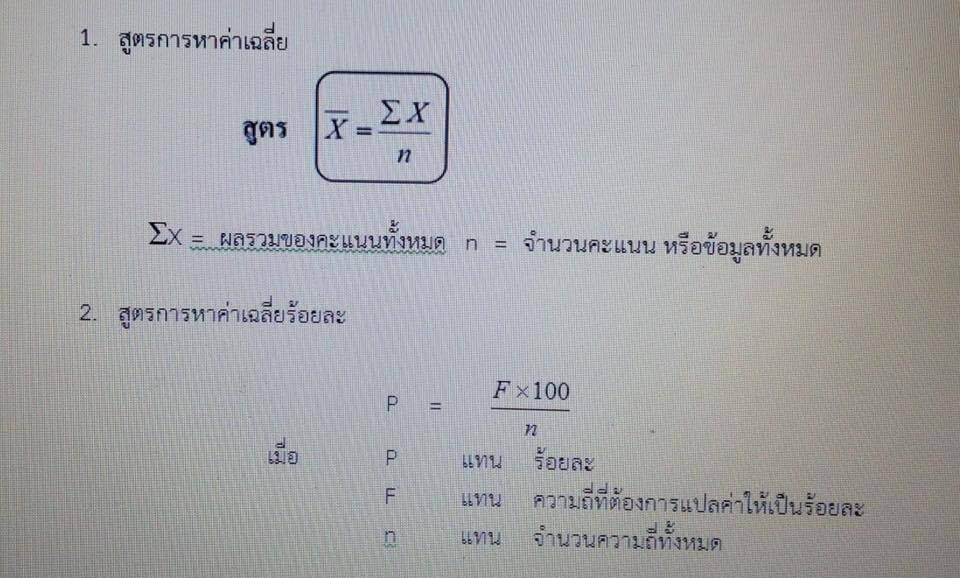 1. สูตรการหาค่าเฉลี่ย
สูตร X̅ = ΣX / n
ΣX = ผลรวมของคะแนนทั้งหมด n = จำนวนคะแนน หรือข้อมูลทั้งหมด
2. สูตรการหาค่าเฉลี่ยร้อยละ
P = F × 100 / n
เมื่อ P แทน ร้อยละ
F แทน ความถี่ที่ต้องการแปลค่าให้เป็นร้อยละ
n แทน จำนวนความถี่ทั้งหมด